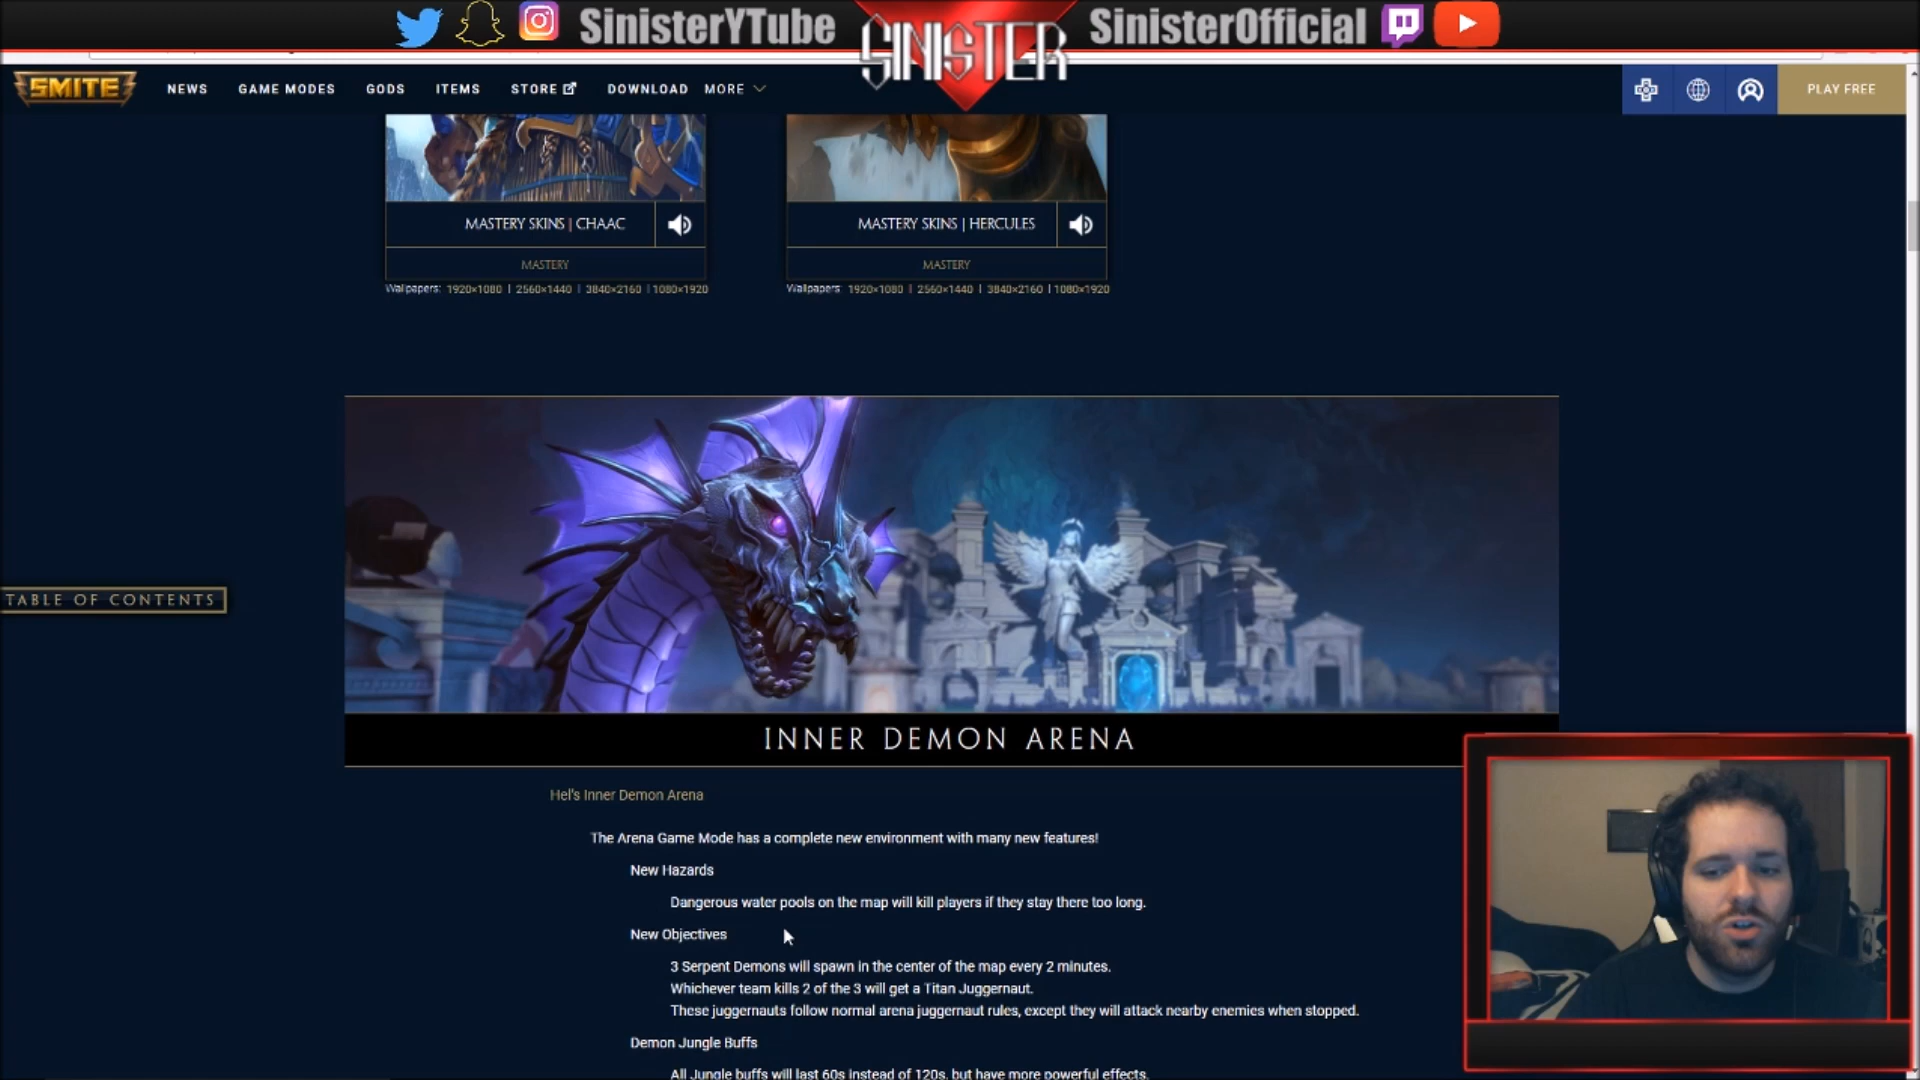 SinisterYTube
SINISTER
SinisterOfficial
SMITE
NEWS
GAME MODES
GODS
ITEMS
STORE
DOWNLOAD
MORE
PLAY FREE
MASTERY SKINS | CHAAC
MASTERY
Wallpapers: 1920×1080 | 2560×1440 | 3840×2160 | 1080×1920
MASTERY SKINS | HERCULES
MASTERY
Wallpapers: 1920×1080 | 2560×1440 | 3840×2160 | 1080×1920
TABLE OF CONTENTS
INNER DEMON ARENA
Hel's Inner Demon Arena
The Arena Game Mode has a complete new environment with many new features!
New Hazards
Dangerous water pools on the map will kill players if they stay there too long.
New Objectives
3 Serpent Demons will spawn in the center of the map every 2 minutes.
Whichever team kills 2 of the 3 will get a Titan Juggernaut.
These juggernauts follow normal arena juggernaut rules, except they will attack nearby enemies when stopped.
Demon Jungle Buffs
All Jungle buffs will last 60s instead of 120s, but have more powerful effects.